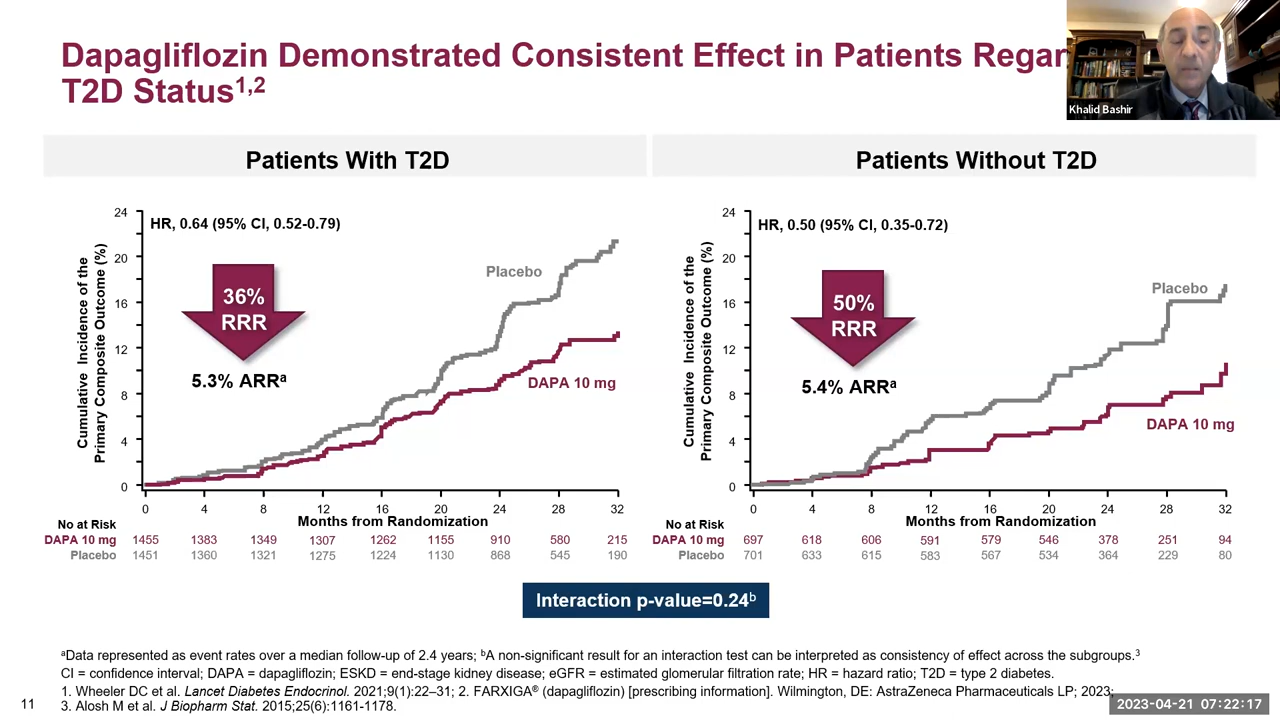 Dapagliflozin Demonstrated Consistent Effect in Patients Regar
T2D Status1,2
Khalid Bashir
Patients With T2D
HR, 0.64 (95% CI, 0.52-0.79)
36%
RRR
5.3% ARRa
Placebo
DAPA 10 mg
Cumulative Incidence of the
Primary Composite Outcome (%)
24
20
16
12
8
4
0
0 4 8 12 16 20 24 28 32
Months from Randomization
No at Risk
DAPA 10 mg 1455 1383 1349 1307 1262 1155 910 580 215
Placebo 1451 1360 1321 1275 1224 1130 868 545 190
Patients Without T2D
HR, 0.50 (95% CI, 0.35-0.72)
50%
RRR
5.4% ARRa
Placebo
DAPA 10 mg
Cumulative Incidence of the
Primary Composite Outcome (%)
24
20
16
12
8
4
0
0 4 8 12 16 20 24 28 32
Months from Randomization
No at Risk
DAPA 10 mg 697 618 606 591 579 546 378 251 94
Placebo 701 633 615 583 567 534 364 229 80
Interaction p-value=0.24b
aData represented as event rates over a median follow-up of 2.4 years; bA non-significant result for an interaction test can be interpreted as consistency of effect across the subgroups.3
CI = confidence interval; DAPA = dapagliflozin; ESKD = end-stage kidney disease; eGFR = estimated glomerular filtration rate; HR = hazard ratio; T2D = type 2 diabetes.
1. Wheeler DC et al. Lancet Diabetes Endocrinol. 2021;9(1):22–31; 2. FARXIGA® (dapagliflozin) [prescribing information]. Wilmington, DE: AstraZeneca Pharmaceuticals LP; 2023;
3. Alosh M et al. J Biopharm Stat. 2015;25(6):1161-1178.
11
2023-04-21 07:22:17